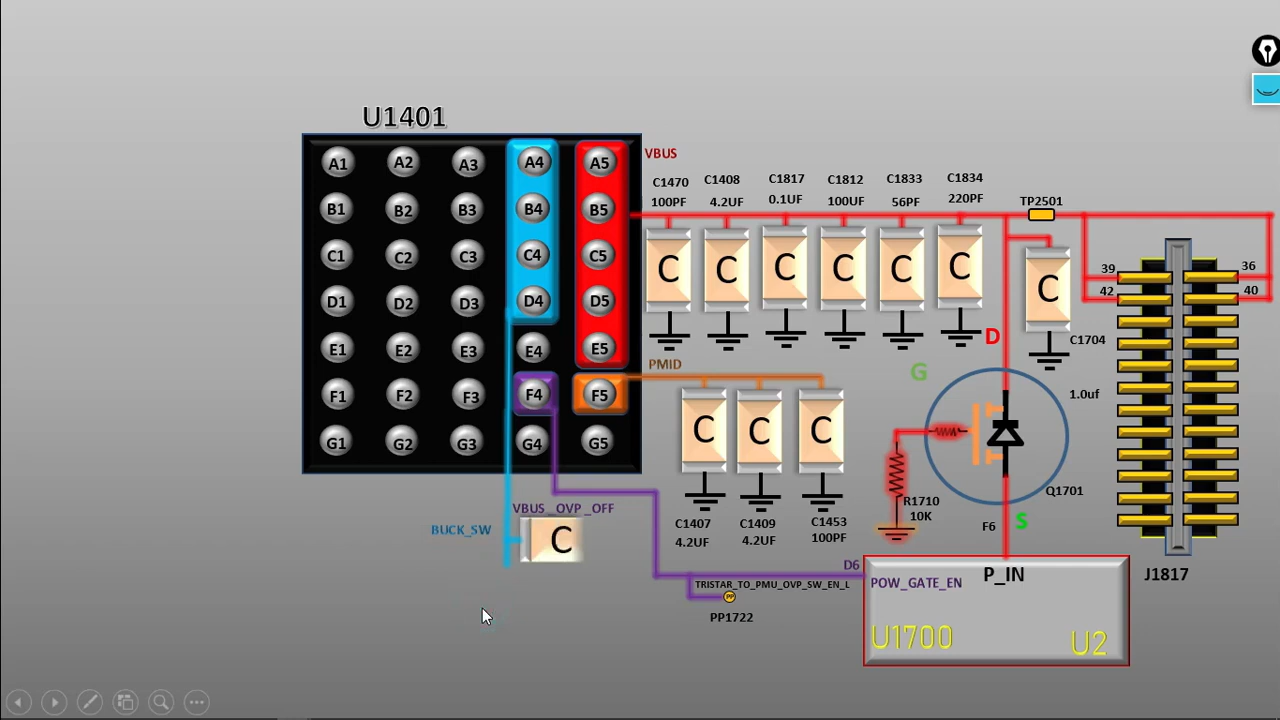 U1401
A1 A2 A3 A4 A5
B1 B2 B3 B4 B5
C1 C2 C3 C4 C5
D1 D2 D3 D4 D5
E1 E2 E3 E4 E5
F1 F2 F3 F4 F5
G1 G2 G3 G4 G5
VBUS
C1470 C1408 C1817 C1812 C1833 C1834
100PF 4.2UF 0.1UF 100UF 56PF 220PF
C C C C C C
TP2501
39 36
42 40
C
C1704
1.0uf
D
G
PMID
C C C
C1407 C1409 C1453
4.2UF 4.2UF 100PF
Q1701
R1710
10K
F6
S
J1817
VBUS_OVP_OFF
BUCK_SW
C
D6
TRISTAR_TO_PMU_OVP_SW_EN_L
PP
PP1722
P_IN
POW_GATE_EN
U1700 U2